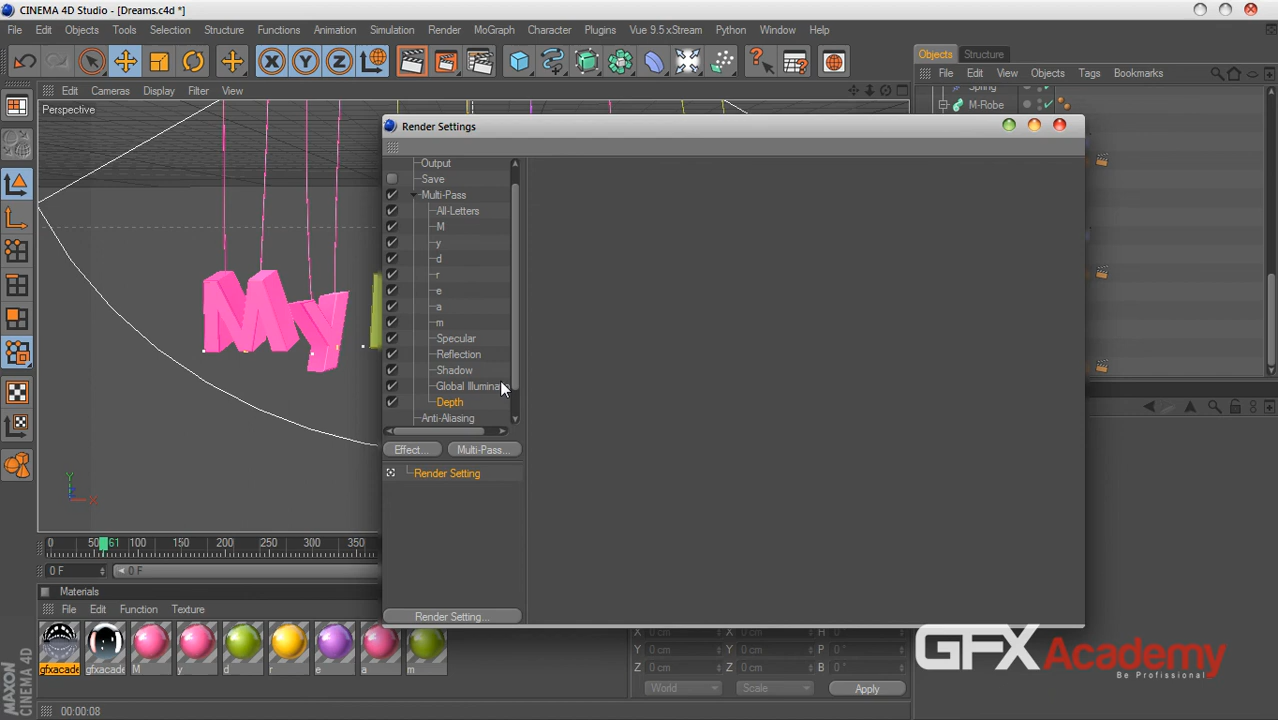 CINEMA 4D Studio - [Dreams.c4d *]
File Edit Objects Tools Selection Structure Functions Animation Simulation Render MoGraph Character Plugins Vue 9.5 xStream Python Window Help
Objects Structure
File Edit View Objects Tags Bookmarks
Edit Cameras Display Filter View
Perspective
Spring
M-Robe
Render Settings
Output
Save
Multi-Pass
All-Letters
M
y
d
r
e
a
m
Specular
Reflection
Shadow
Global Illumina
Depth
Anti-Aliasing
Effect... Multi-Pass...
Render Setting
Render Setting...
My
Y
X
0 50 61 100 150 200 250 300 350
0 F 0 F
Materials
File Edit Function Texture
gfxacade gfxacade M y d r e a m
X 0 cm X 0 cm H 0 °
Y 0 cm Y 0 cm P 0 °
Z 0 cm Z 0 cm B 0 °
World Scale Apply
GFX Academy
Be Profissional
MAXON
CINEMA 4D
00:00:08